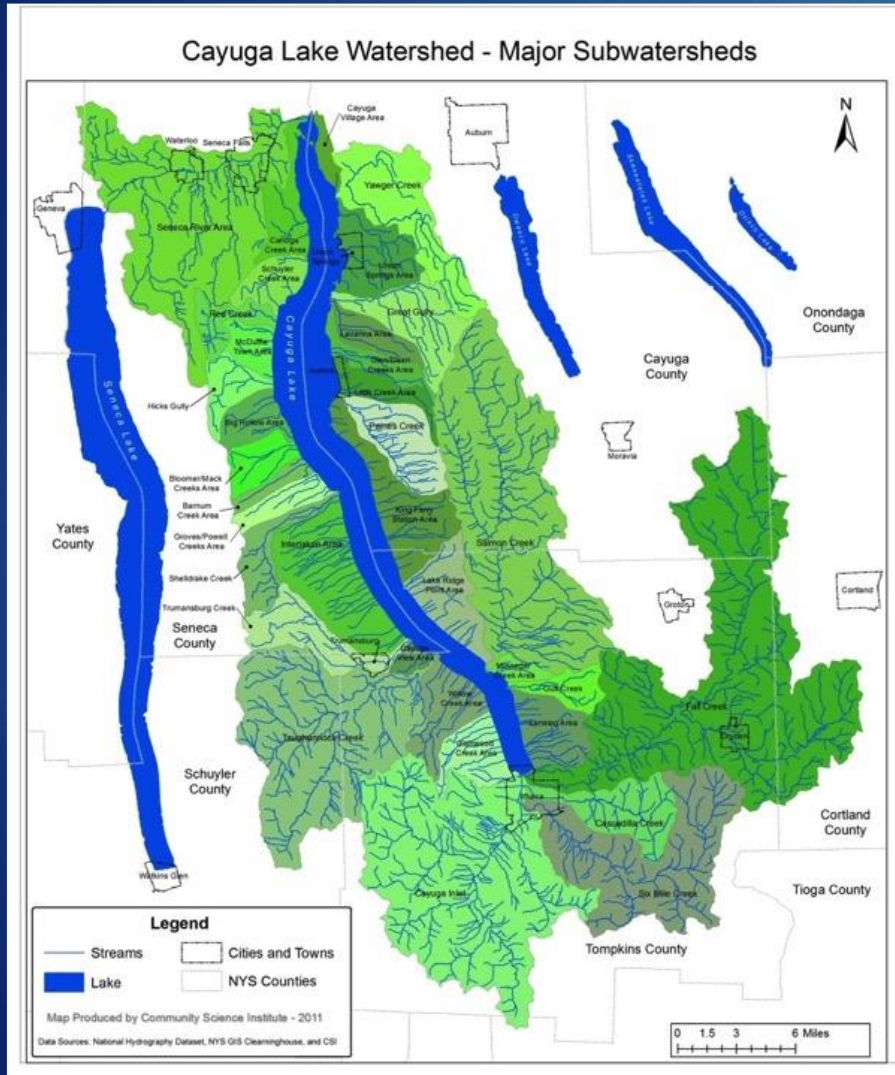 Cayuga Lake Watershed - Major Subwatersheds
Cayuga
Village Area
Auburn
N
Waterloo
Seneca Falls
Yawger Creek
Geneva
Skaneateles Lake
Otisco Lake
Owasco Lake
Seneca River Area
Canoga
Creek Area
Union
Springs
Union
Springs Area
Schuyler
Creek Area
Great Gully
Red Creek
Onondaga
County
Cayuga Lake
Lavanna Area
McDuffie
Town Area
Glen/Dean
Creeks Area
Cayuga
County
Aurora
Little Creek Area
Seneca Lake
Hicks Gully
Big Hollow Area
Paines Creek
Moravia
Bloomer/Mack
Creeks Area
Barnum
Creek Area
King Ferry
Station Area
Yates
County
Groves/Powell
Creeks Area
Interlaken Area
Salmon Creek
Sheldrake Creek
Lake Ridge
Point Area
Cortland
Groton
Trumansburg Creek
Seneca
County
Trumansburg
Cayuga
View Area
Minnegar
Creek Area
Gulf Creek
Willow
Creek Area
Fall Creek
Lansing Area
Taughannock Creek
Dryden
Glenwood
Creek Area
Schuyler
County
Ithaca
Cascadilla Creek
Cortland
County
Watkins Glen
Cayuga Inlet
Six Mile Creek
Tioga County
Tompkins County
Legend
Streams
Cities and Towns
Lake
NYS Counties
Map Produced by Community Science Institute - 2011
Data Sources: National Hydrography Dataset, NYS GIS Clearninghouse, and CSI
0 1.5 3 6 Miles